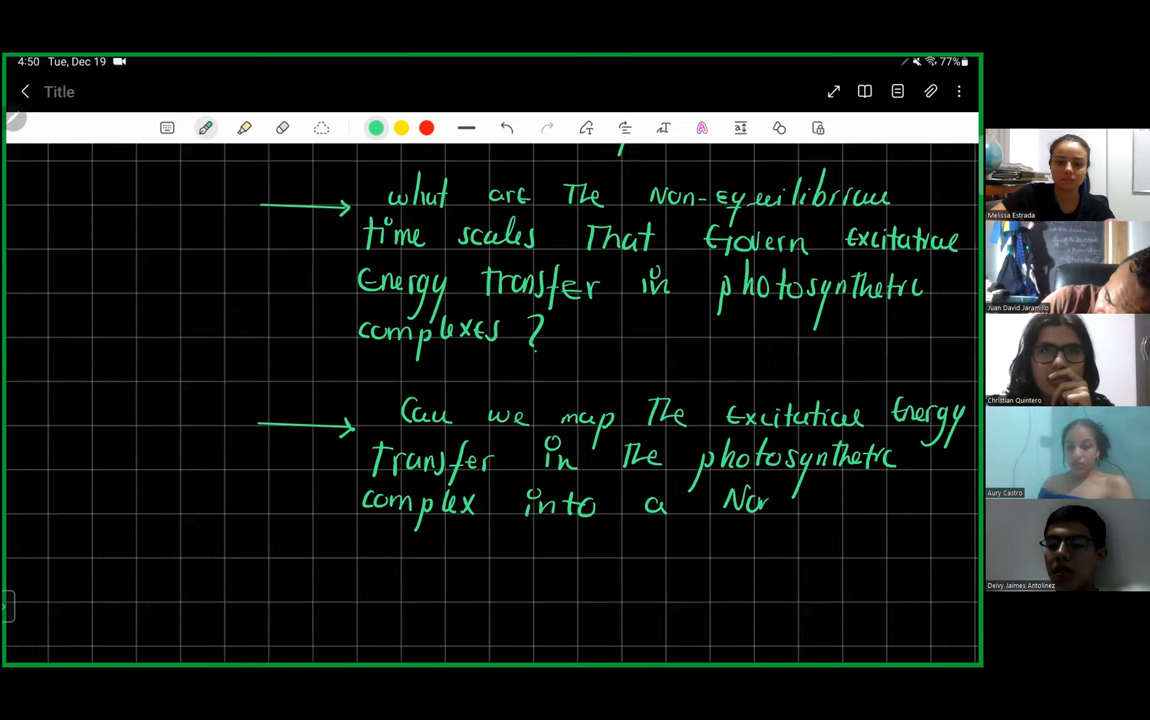 4:50 Tue, Dec 19
77%
Title
what are The Non-Equilibrium
time scales That Govern Excitation
Energy transfer in photosynthetic
complexes ?
Can we map The Excitation Energy
Transfer in The photosynthetic
complex into a Nor
Melissa Estrada
Juan David Jaramillo
Christian Quintero
Aury Castro
Deivy Jaimes Antolinez